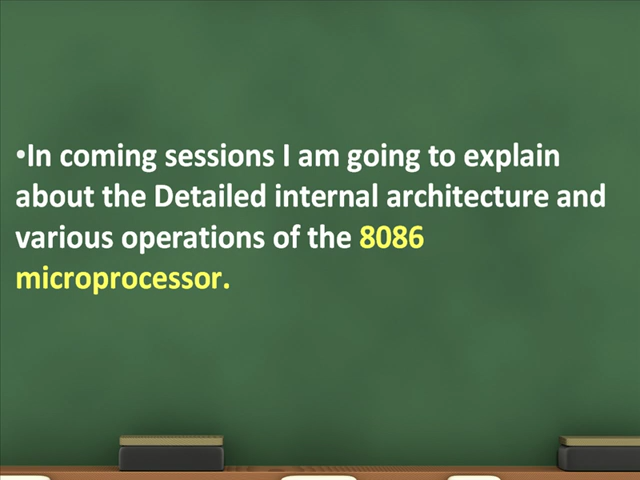 •In coming sessions I am going to explain
about the Detailed internal architecture and
various operations of the 8086
microprocessor.